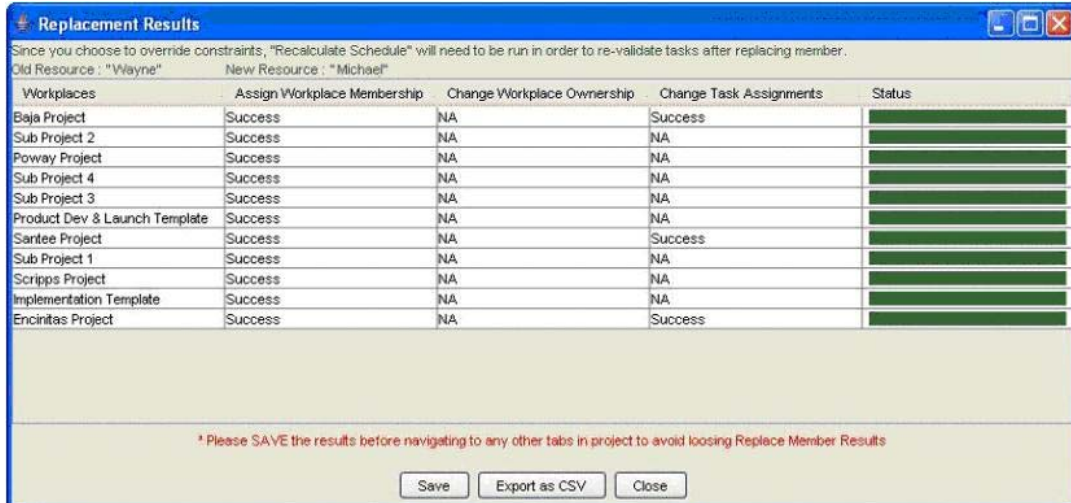 Replacement Results
Since you choose to override constraints, "Recalculate Schedule" will need to be run in order to re-validate tasks after replacing member.
Old Resource : "Wayne" New Resource : "Michael"
Workplaces Assign Workplace Membership Change Workplace Ownership Change Task Assignments Status
Baja Project Success NA Success
Sub Project 2 Success NA NA
Poway Project Success NA NA
Sub Project 4 Success NA NA
Sub Project 3 Success NA NA
Product Dev & Launch Template Success NA NA
Santee Project Success NA Success
Sub Project 1 Success NA NA
Scripps Project Success NA NA
Implementation Template Success NA NA
Encinitas Project Success NA Success
* Please SAVE the results before navigating to any other tabs in project to avoid loosing Replace Member Results
Save Export as CSV Close